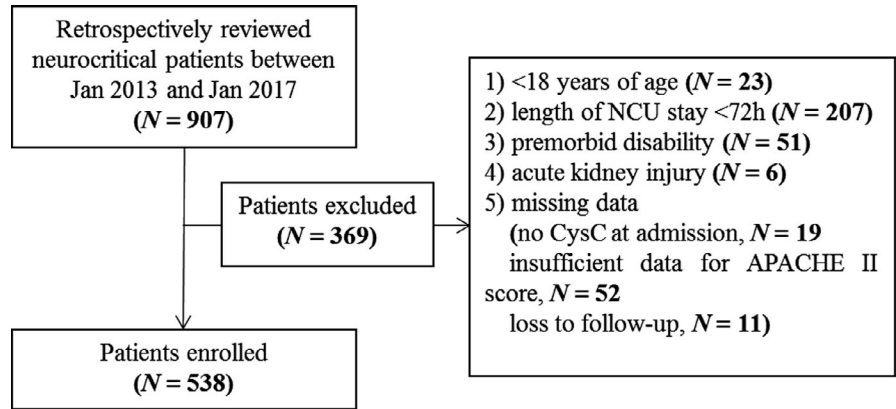 Retrospectively reviewed
neurocritical patients between
Jan 2013 and Jan 2017
(N = 907)
Patients excluded
(N = 369)
1) <18 years of age (N = 23)
2) length of NCU stay <72h (N = 207)
3) premorbid disability (N = 51)
4) acute kidney injury (N = 6)
5) missing data
(no CysC at admission, N = 19
insufficient data for APACHE II
score, N = 52
loss to follow-up, N = 11)
Patients enrolled
(N = 538)